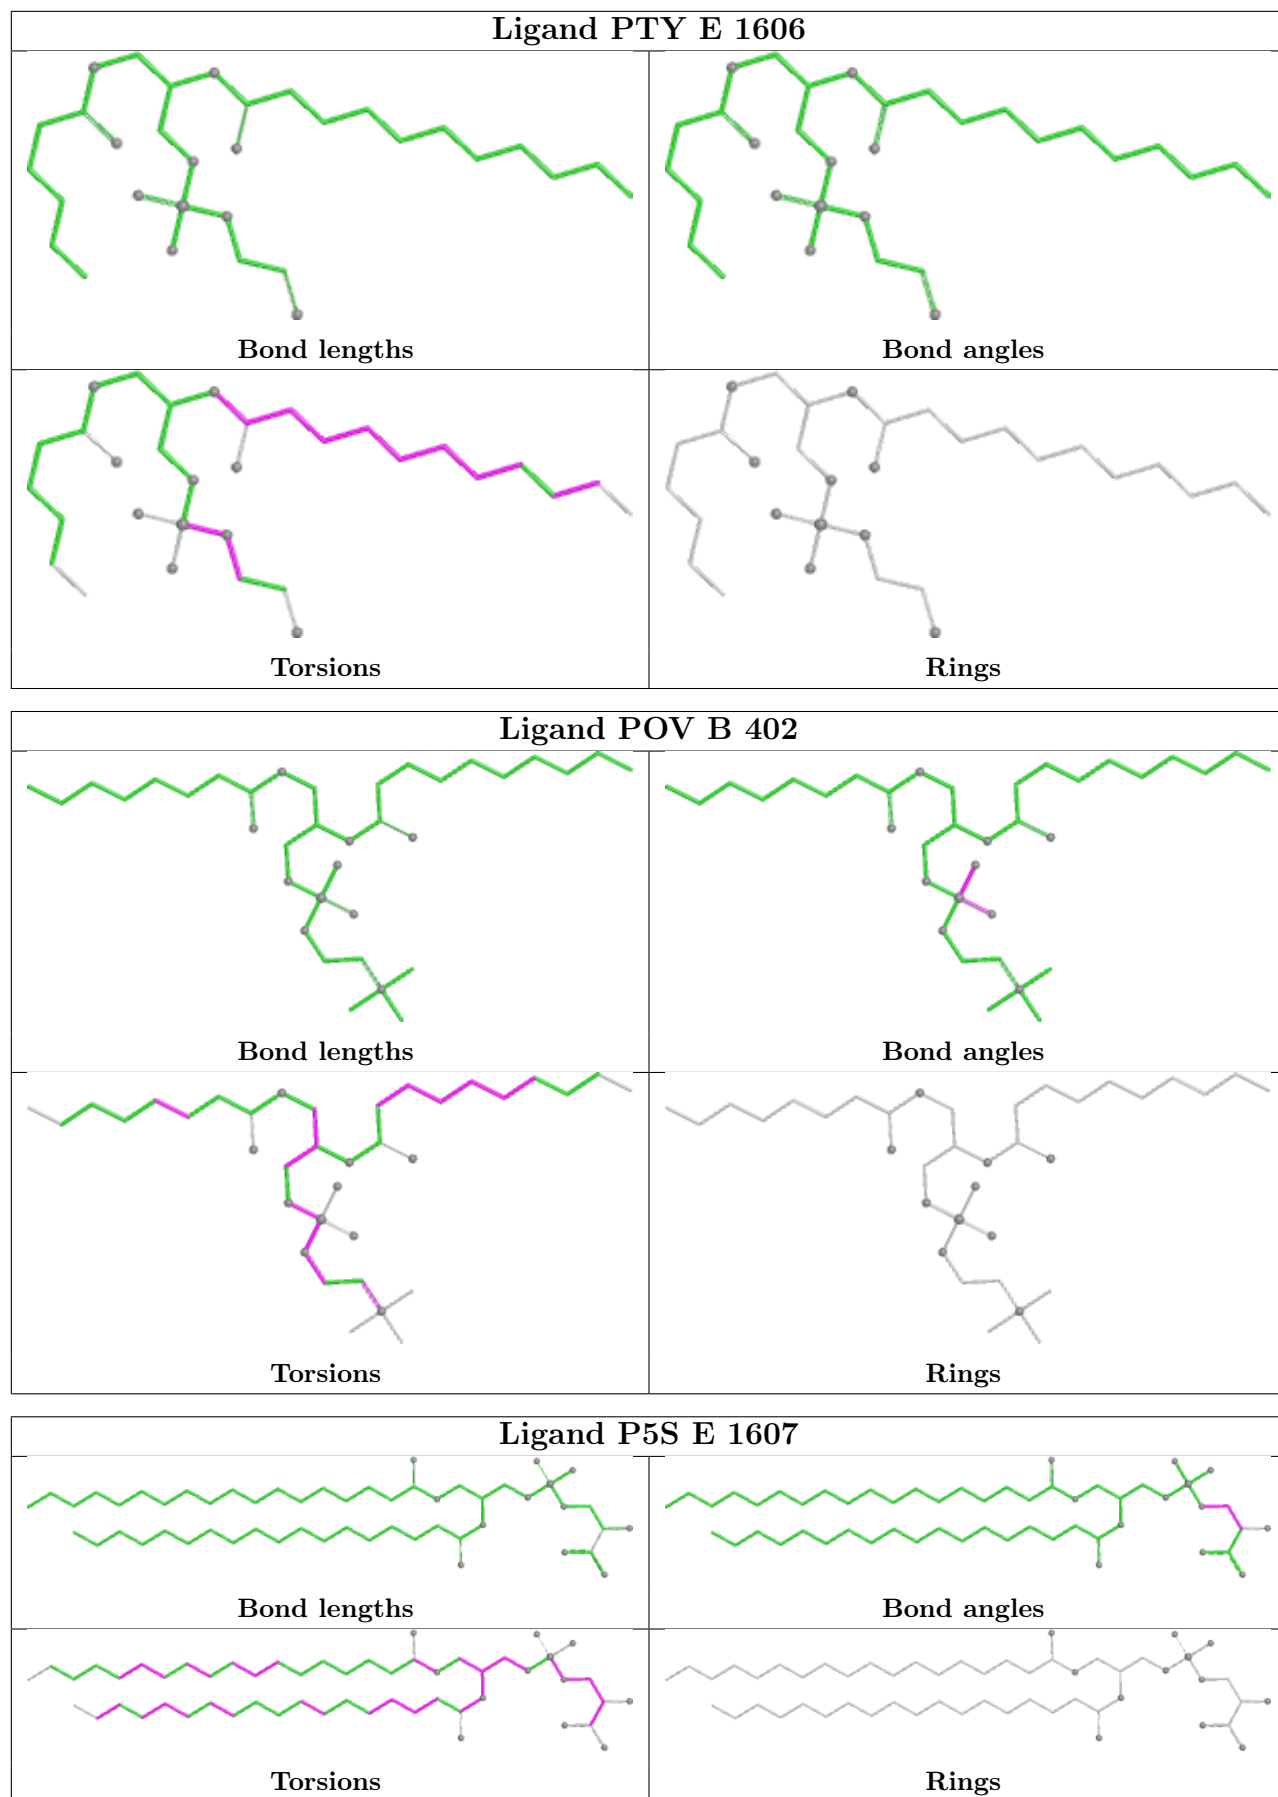 Ligand PTY E 1606
Bond lengths
Bond angles
Torsions
Rings
Ligand POV B 402
Bond lengths
Bond angles
Torsions
Rings
Ligand P5S E 1607
Bond lengths
Bond angles
Torsions
Rings